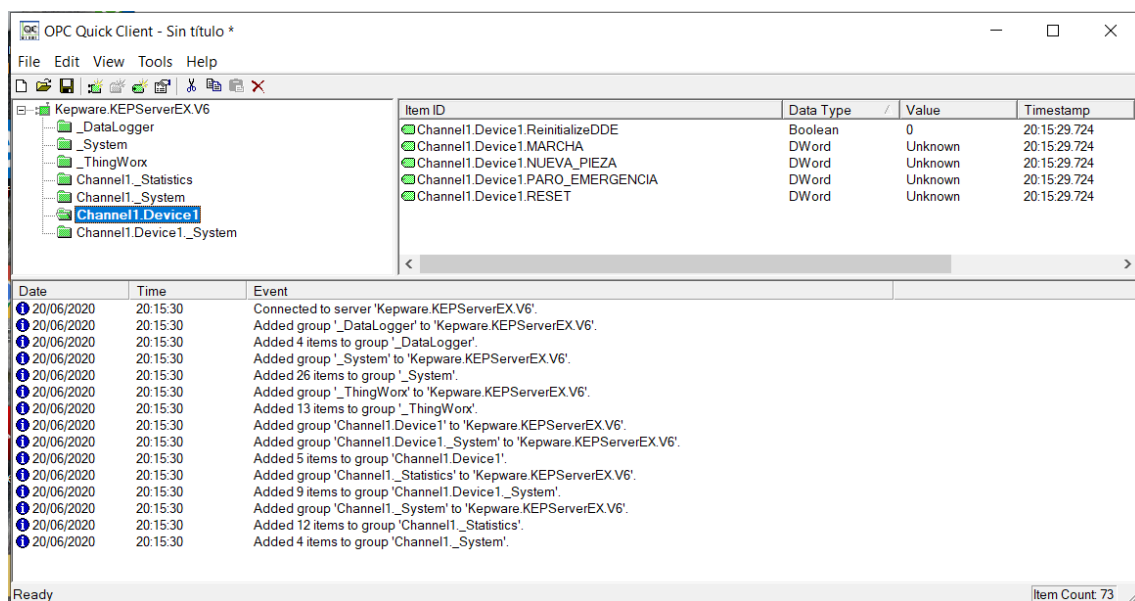 OPC Quick Client - Sin título *
File Edit View Tools Help
Kepware.KEPServerEX.V6
_DataLogger
_System
_ThingWorx
Channel1._Statistics
Channel1._System
Channel1.Device1
Channel1.Device1._System
Item ID Data Type Value Timestamp
Channel1.Device1.ReinitializeDDE Boolean 0 20:15:29.724
Channel1.Device1.MARCHA DWord Unknown 20:15:29.724
Channel1.Device1.NUEVA_PIEZA DWord Unknown 20:15:29.724
Channel1.Device1.PARO_EMERGENCIA DWord Unknown 20:15:29.724
Channel1.Device1.RESET DWord Unknown 20:15:29.724
Date Time Event
20/06/2020 20:15:30 Connected to server 'Kepware.KEPServerEX.V6'.
20/06/2020 20:15:30 Added group '_DataLogger' to 'Kepware.KEPServerEX.V6'.
20/06/2020 20:15:30 Added 4 items to group '_DataLogger'.
20/06/2020 20:15:30 Added group '_System' to 'Kepware.KEPServerEX.V6'.
20/06/2020 20:15:30 Added 26 items to group '_System'.
20/06/2020 20:15:30 Added group '_ThingWorx' to 'Kepware.KEPServerEX.V6'.
20/06/2020 20:15:30 Added 13 items to group '_ThingWorx'.
20/06/2020 20:15:30 Added group 'Channel1.Device1' to 'Kepware.KEPServerEX.V6'.
20/06/2020 20:15:30 Added group 'Channel1.Device1._System' to 'Kepware.KEPServerEX.V6'.
20/06/2020 20:15:30 Added 5 items to group 'Channel1.Device1'.
20/06/2020 20:15:30 Added group 'Channel1._Statistics' to 'Kepware.KEPServerEX.V6'.
20/06/2020 20:15:30 Added 9 items to group 'Channel1.Device1._System'.
20/06/2020 20:15:30 Added group 'Channel1._System' to 'Kepware.KEPServerEX.V6'.
20/06/2020 20:15:30 Added 12 items to group 'Channel1._Statistics'.
20/06/2020 20:15:30 Added 4 items to group 'Channel1._System'.
Ready Item Count: 73